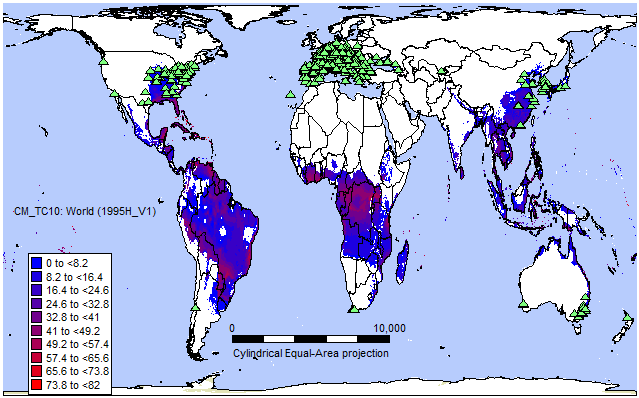 CM_TC10: World (1995H_V1)
0 to <8.2
8.2 to <16.4
16.4 to <24.6
24.6 to <32.8
32.8 to <41
41 to <49.2
49.2 to <57.4
57.4 to <65.6
65.6 to <73.8
73.8 to <82
0 10,000
Cylindrical Equal-Area projection